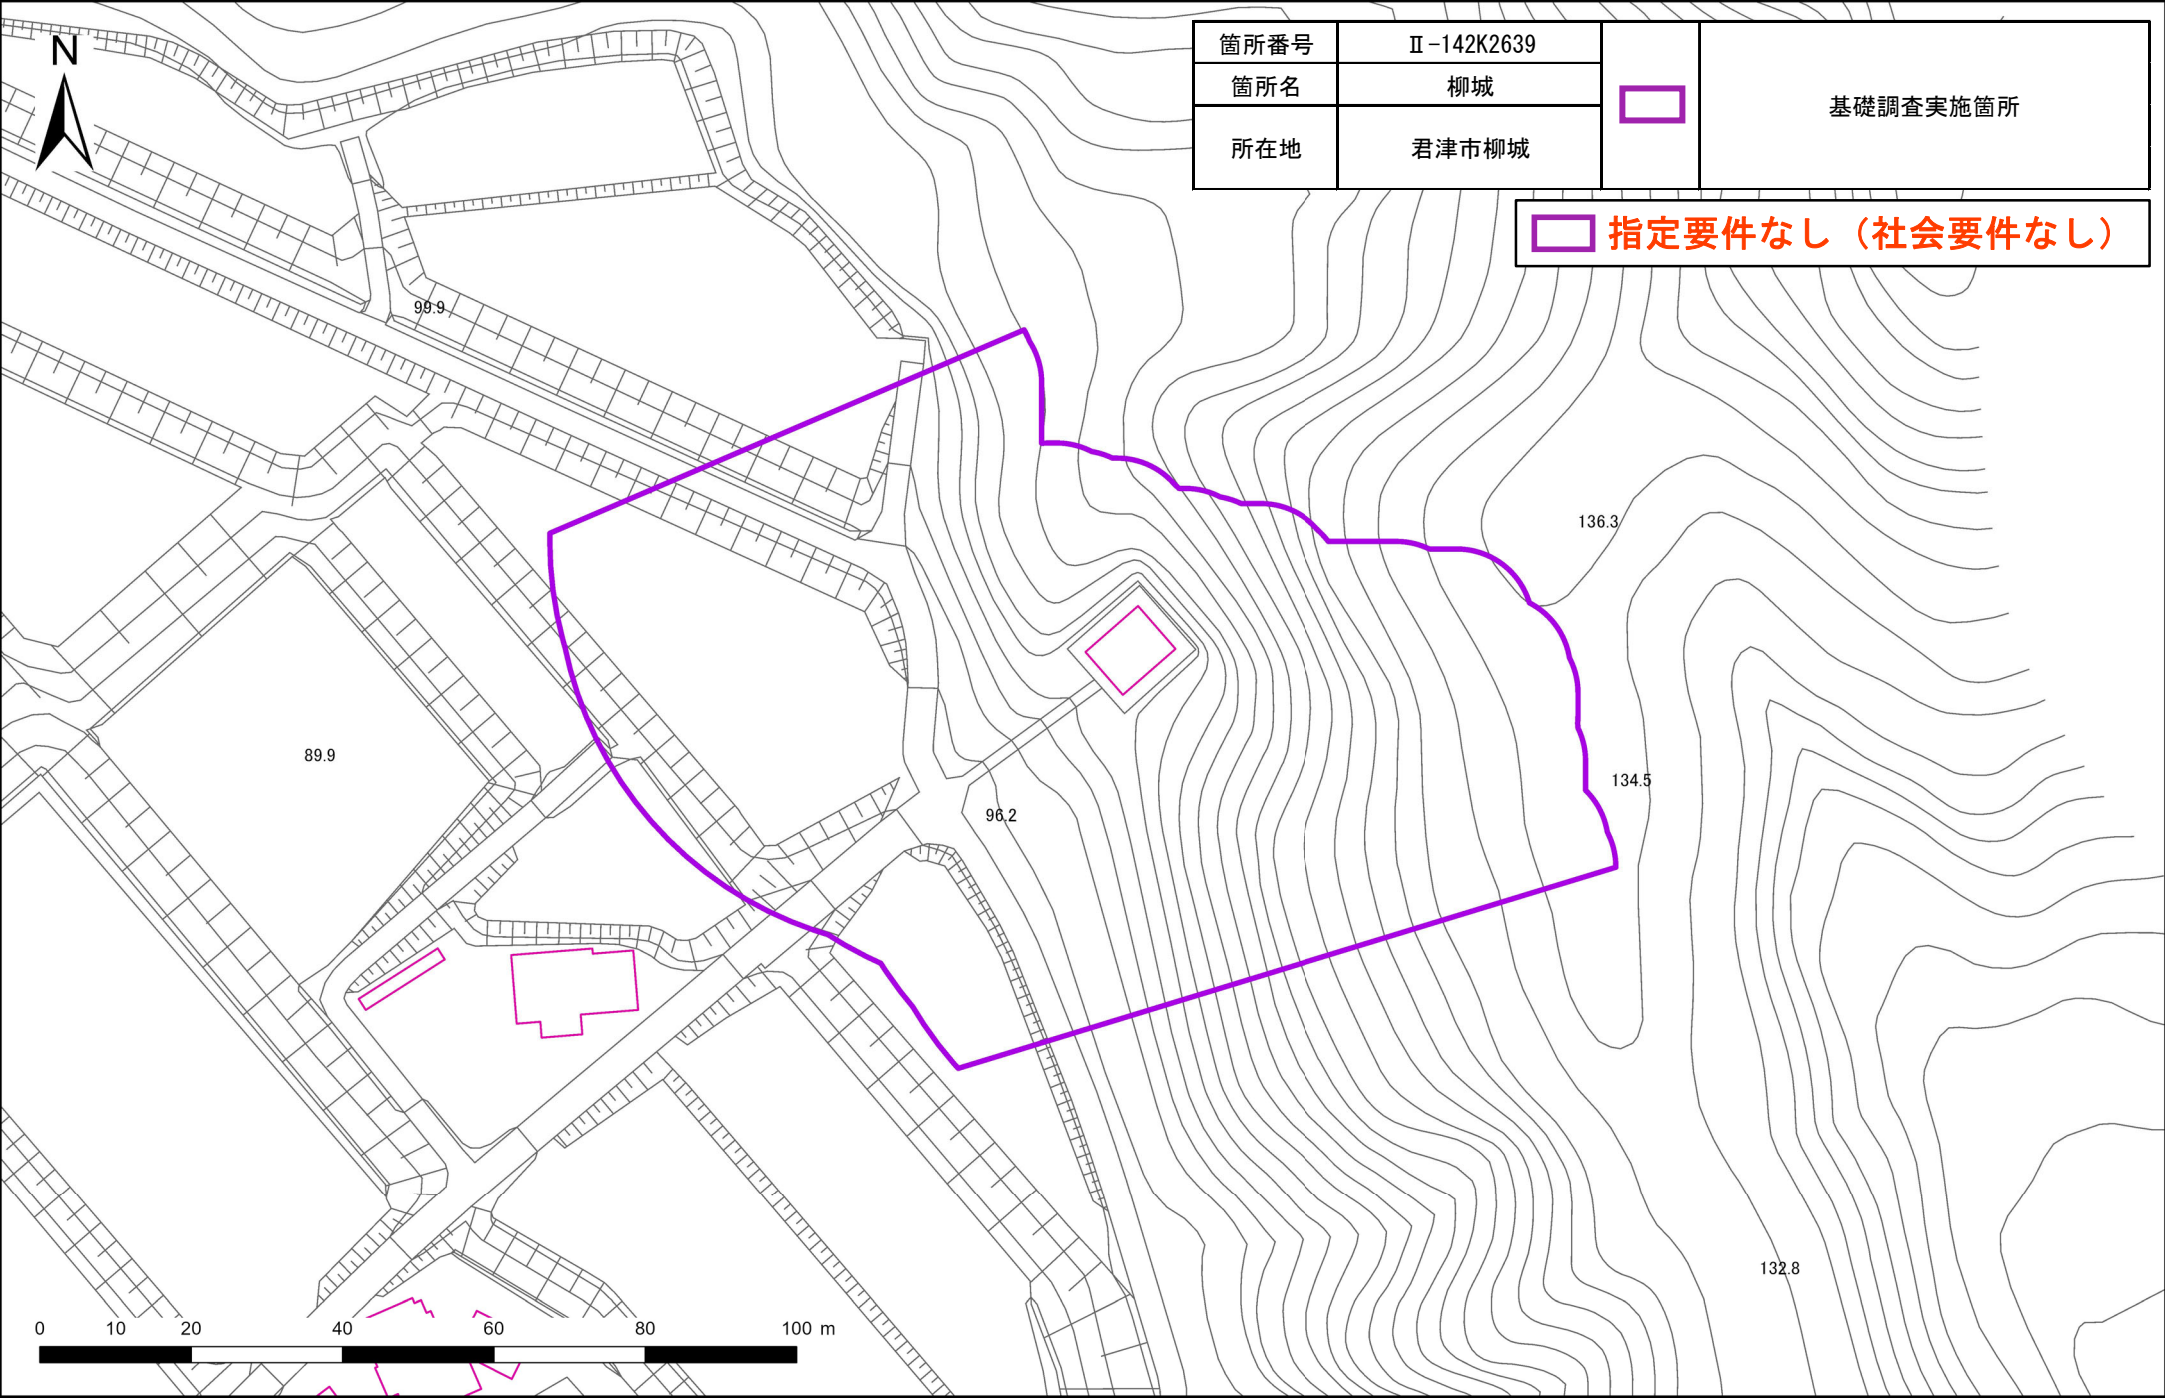 N
箇所番号 Ⅱ-142K2639
箇所名 柳城
基礎調査実施箇所
所在地 君津市柳城
指定要件なし（社会要件なし）
99.9
136.3
89.9
134.5
96.2
132.8
0 10 20 40 60 80 100 m